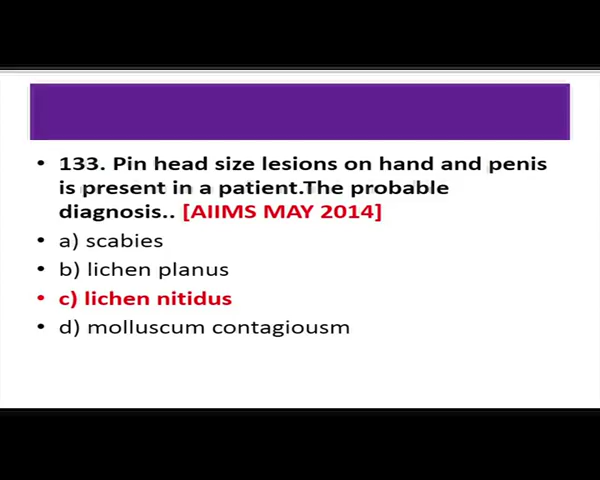 • 133. Pin head size lesions on hand and penis
is present in a patient.The probable
diagnosis.. [AIIMS MAY 2014]
• a) scabies
• b) lichen planus
• c) lichen nitidus
• d) molluscum contagiousm